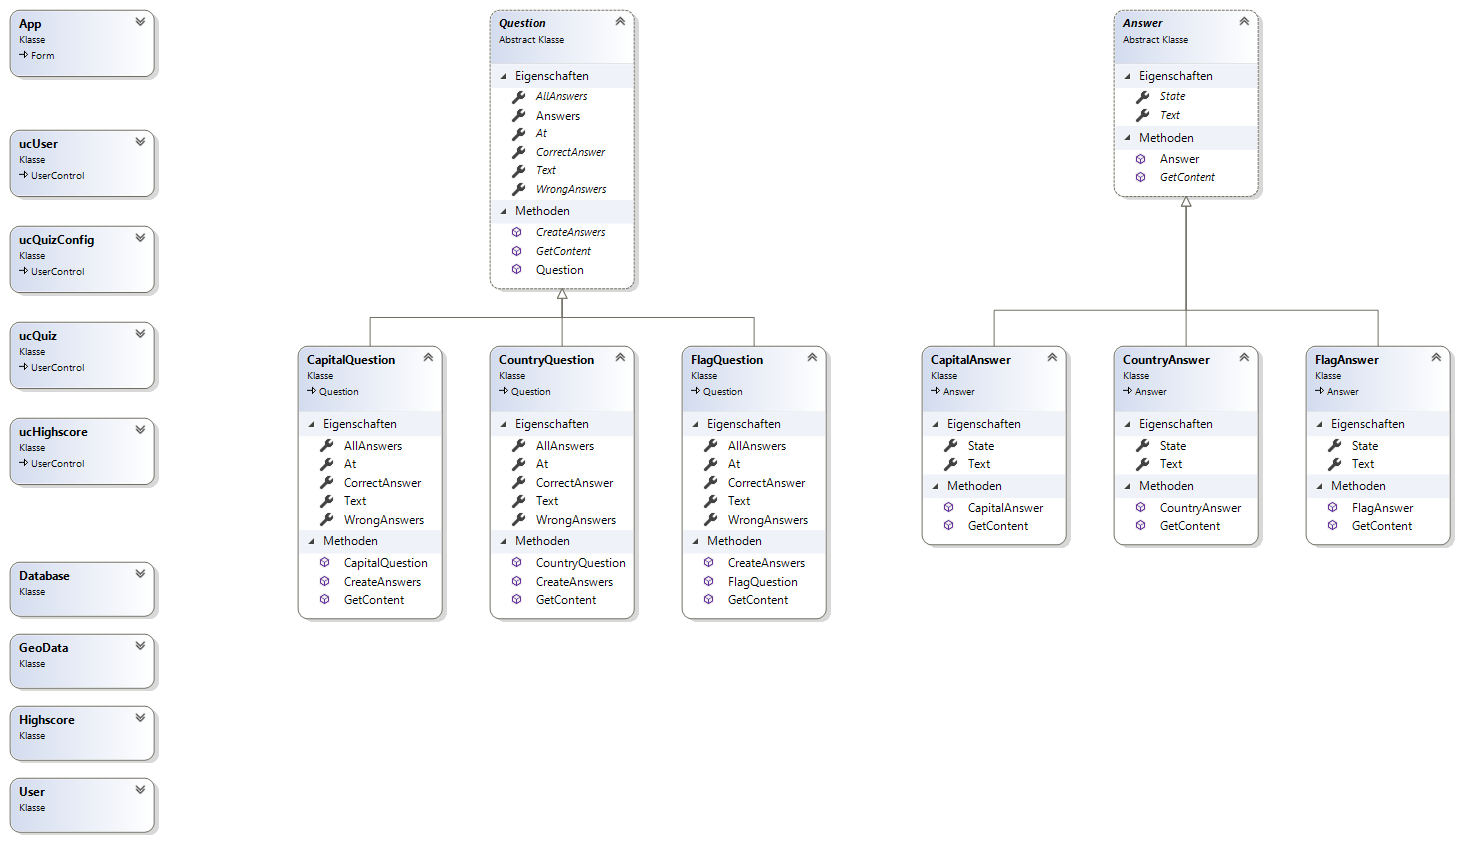 App
Klasse
Form
ucUser
Klasse
UserControl
ucQuizConfig
Klasse
UserControl
ucQuiz
Klasse
UserControl
ucHighscore
Klasse
UserControl
Database
Klasse
GeoData
Klasse
Highscore
Klasse
User
Klasse
Question
Abstract Klasse
Eigenschaften
AllAnswers
Answers
At
CorrectAnswer
Text
WrongAnswers
Methoden
CreateAnswers
GetContent
Question
CapitalQuestion
Klasse
Question
Eigenschaften
AllAnswers
At
CorrectAnswer
Text
WrongAnswers
Methoden
CapitalQuestion
CreateAnswers
GetContent
CountryQuestion
Klasse
Question
Eigenschaften
AllAnswers
At
CorrectAnswer
Text
WrongAnswers
Methoden
CountryQuestion
CreateAnswers
GetContent
FlagQuestion
Klasse
Question
Eigenschaften
AllAnswers
At
CorrectAnswer
Text
WrongAnswers
Methoden
CreateAnswers
FlagQuestion
GetContent
Answer
Abstract Klasse
Eigenschaften
State
Text
Methoden
Answer
GetContent
CapitalAnswer
Klasse
Answer
Eigenschaften
State
Text
Methoden
CapitalAnswer
GetContent
CountryAnswer
Klasse
Answer
Eigenschaften
State
Text
Methoden
CountryAnswer
GetContent
FlagAnswer
Klasse
Answer
Eigenschaften
State
Text
Methoden
FlagAnswer
GetContent